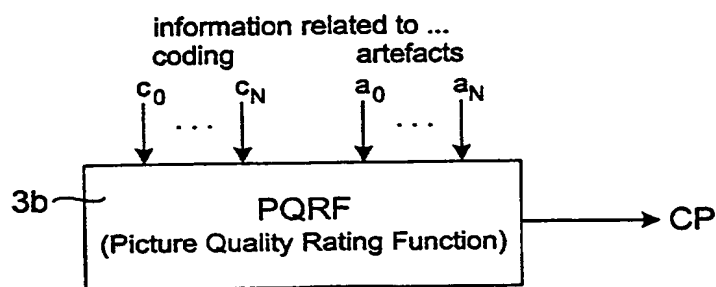 information related to ...
coding artefacts
c0 ... cN a0 ... aN
3b
PQRF
(Picture Quality Rating Function)
CP